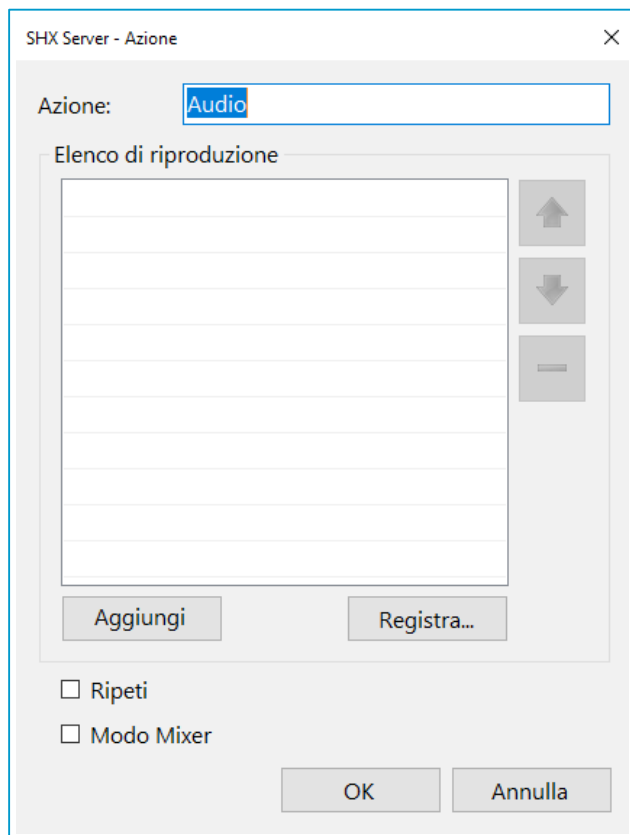 SHX Server - Azione
Azione: Audio
Elenco di riproduzione
Aggiungi Registra...
Ripeti
Modo Mixer
OK Annulla